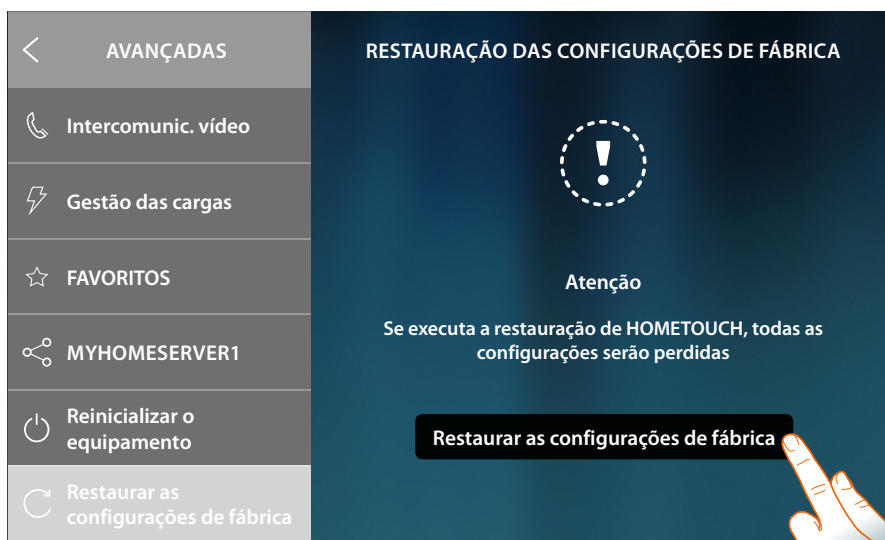 AVANÇADAS
Intercomunic. vídeo
Gestão das cargas
FAVORITOS
MYHOMESERVER1
Reinicializar o
equipamento
Restaurar as
configurações de fábrica
RESTAURAÇÃO DAS CONFIGURAÇÕES DE FÁBRICA
Atenção
Se executa a restauração de HOMETOUCH, todas as
configurações serão perdidas
Restaurar as configurações de fábrica